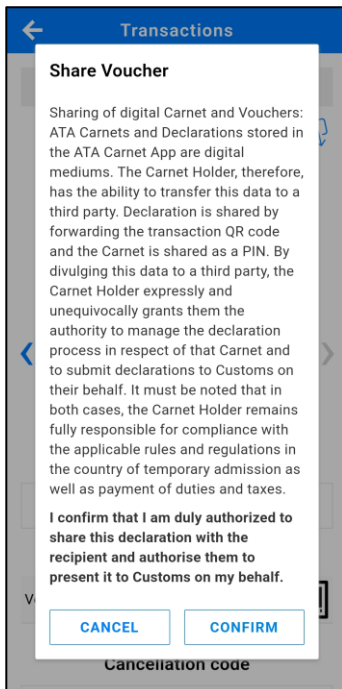 Transactions
Share Voucher
Sharing of digital Carnet and Vouchers:
ATA Carnets and Declarations stored in
the ATA Carnet App are digital
mediums. The Carnet Holder, therefore,
has the ability to transfer this data to a
third party. Declaration is shared by
forwarding the transaction QR code
and the Carnet is shared as a PIN. By
divulging this data to a third party, the
Carnet Holder expressly and
unequivocally grants them the
authority to manage the declaration
process in respect of that Carnet and
to submit declarations to Customs on
their behalf. It must be noted that in
both cases, the Carnet Holder remains
fully responsible for compliance with
the applicable rules and regulations in
the country of temporary admission as
well as payment of duties and taxes.
I confirm that I am duly authorized to
share this declaration with the
recipient and authorise them to
present it to Customs on my behalf.
CANCEL CONFIRM
Cancellation code